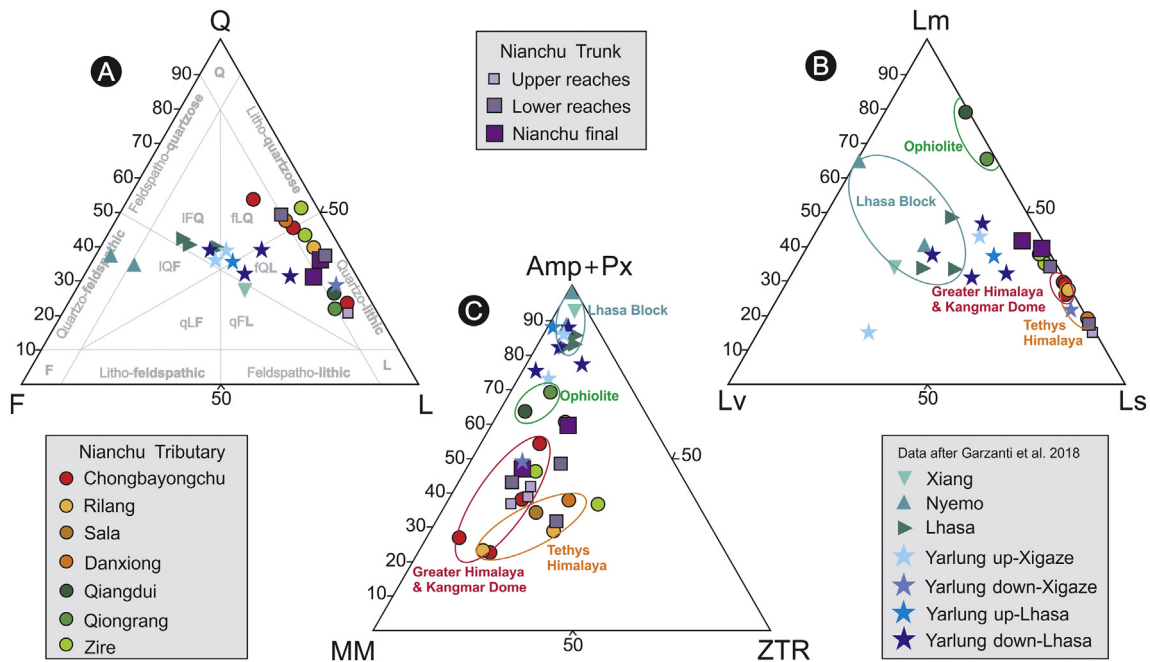 Q
A
90
80
70
60
50
40
30
20
10
Q
Feldspatho-quartzose
Litho-quartzose
lFQ
fLQ
50
lQF
fQL
Quartzo-feldspathic
Quartzo-lithic
qLF
qFL
F
L
Litho-feldspathic
Feldspatho-lithic
F
50
L
Nianchu Trunk
Upper reaches
Lower reaches
Nianchu final
Lm
B
90
80
70
60
50
40
30
20
10
Ophiolite
Lhasa Block
50
Greater Himalaya
& Kangmar Dome
Tethys
Himalaya
Lv
50
Ls
Amp+Px
C
90
80
70
60
50
40
30
20
10
Lhasa Block
Ophiolite
50
Tethys
Himalaya
Greater Himalaya
& Kangmar Dome
MM
50
ZTR
Nianchu Tributary
Chongbayongchu
Rilang
Sala
Danxiong
Qiangdui
Qiongrang
Zire
Data after Garzanti et al. 2018
Xiang
Nyemo
Lhasa
Yarlung up-Xigaze
Yarlung down-Xigaze
Yarlung up-Lhasa
Yarlung down-Lhasa